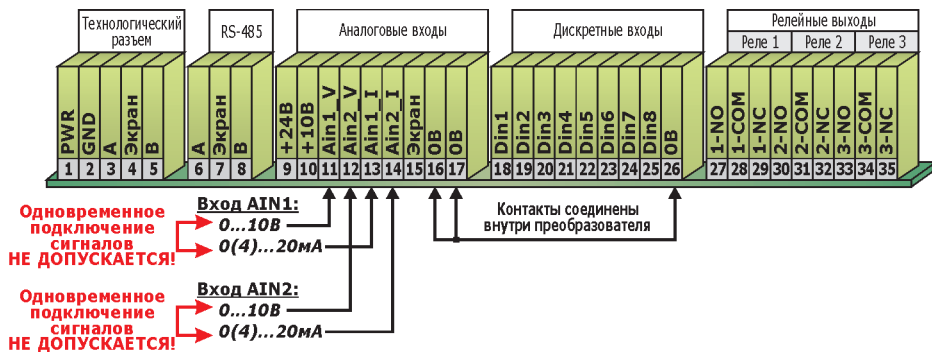 Технологический
разъем
RS-485
Аналоговые входы
Дискретные входы
Релейные выходы
Реле 1
Реле 2
Реле 3
PWR
GND
A
Экран
B
A
Экран
B
+24В
+10В
Ain1_V
Ain2_V
Ain1_I
Ain2_I
Экран
0В
0В
Din1
Din2
Din3
Din4
Din5
Din6
Din7
Din8
0В
1-NO
1-COM
1-NC
2-NO
2-COM
2-NC
3-NO
3-COM
3-NC
1 2 3 4 5 6 7 8 9 10 11 12 13 14 15 16 17 18 19 20 21 22 23 24 25 26 27 28 29 30 31 32 33 34 35
Одновременное
подключение
сигналов
НЕ ДОПУСКАЕТСЯ!
Вход AIN1:
0...10В
0(4)...20мА
Контакты соединены
внутри преобразователя
Одновременное
подключение
сигналов
НЕ ДОПУСКАЕТСЯ!
Вход AIN2:
0...10В
0(4)...20мА